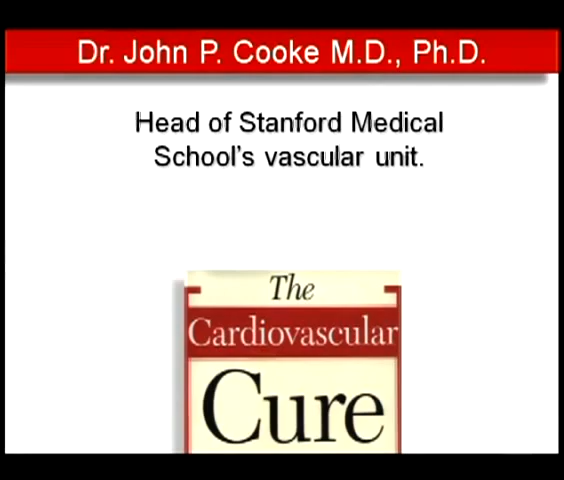 Dr. John P. Cooke M.D., Ph.D.
Head of Stanford Medical
School's vascular unit.
The
Cardiovascular
Cure